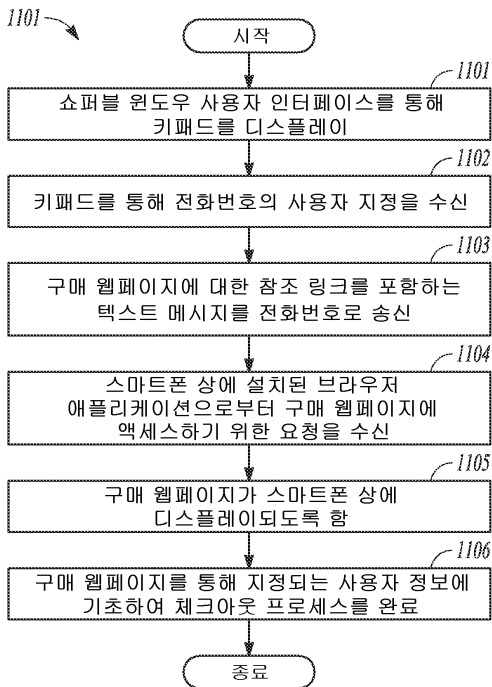 1101
시작
1101
쇼퍼블 윈도우 사용자 인터페이스를 통해
키패드를 디스플레이
1102
키패드를 통해 전화번호의 사용자 지정을 수신
1103
구매 웹페이지에 대한 참조 링크를 포함하는
텍스트 메시지를 전화번호로 송신
1104
스마트폰 상에 설치된 브라우저
애플리케이션으로부터 구매 웹페이지에
액세스하기 위한 요청을 수신
1105
구매 웹페이지가 스마트폰 상에
디스플레이되도록 함
1106
구매 웹페이지를 통해 지정되는 사용자 정보에
기초하여 체크아웃 프로세스를 완료
종료